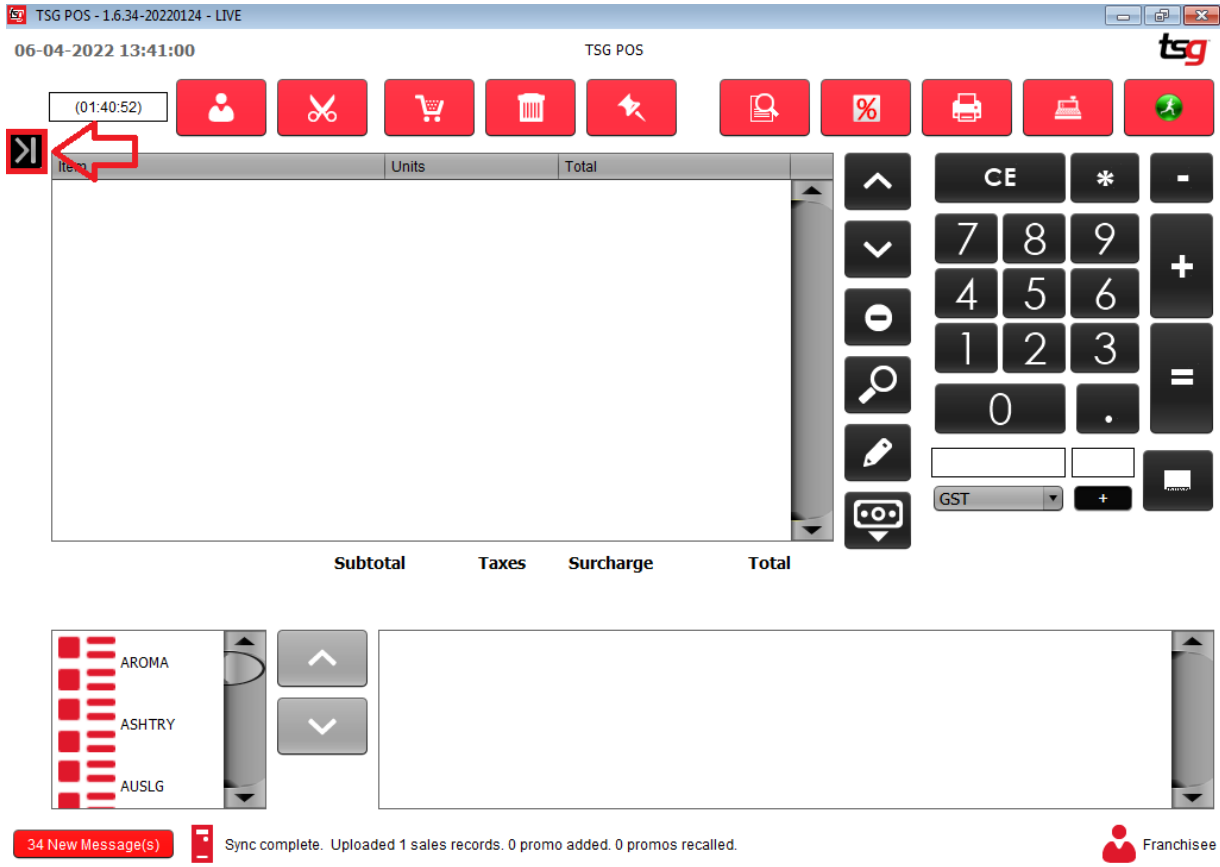 TSG POS - 1.6.34-20220124 - LIVE
06-04-2022 13:41:00
TSG POS
tsg
(01:40:52)
%
Item Units Total
CE * -
7 8 9 +
4 5 6
1 2 3 =
0 .
GST +
Subtotal Taxes Surcharge Total
AROMA
ASHTRY
AUSLG
34 New Message(s) Sync complete. Uploaded 1 sales records. 0 promo added. 0 promos recalled. Franchisee